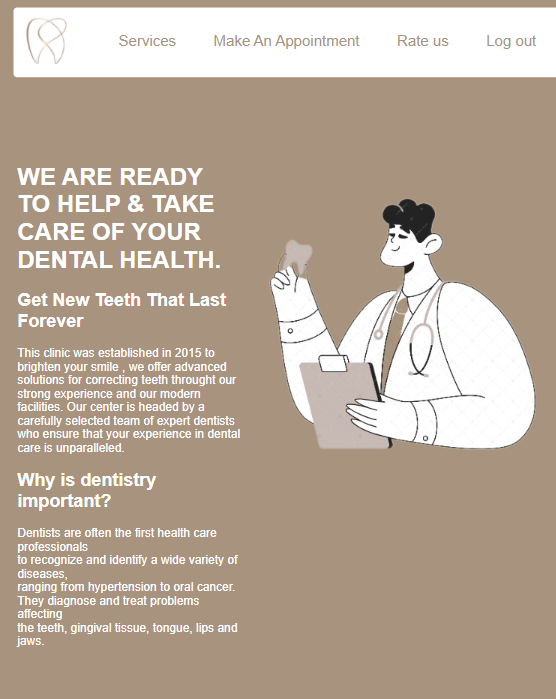 Services Make An Appointment Rate us Log out
WE ARE READY
TO HELP & TAKE
CARE OF YOUR
DENTAL HEALTH.
Get New Teeth That Last
Forever
This clinic was established in 2015 to
brighten your smile , we offer advanced
solutions for correcting teeth throught our
strong experience and our modern
facilities. Our center is headed by a
carefully selected team of expert dentists
who ensure that your experience in dental
care is unparalleled.
Why is dentistry
important?
Dentists are often the first health care
professionals
to recognize and identify a wide variety of
diseases,
ranging from hypertension to oral cancer.
They diagnose and treat problems
affecting
the teeth, gingival tissue, tongue, lips and
jaws.